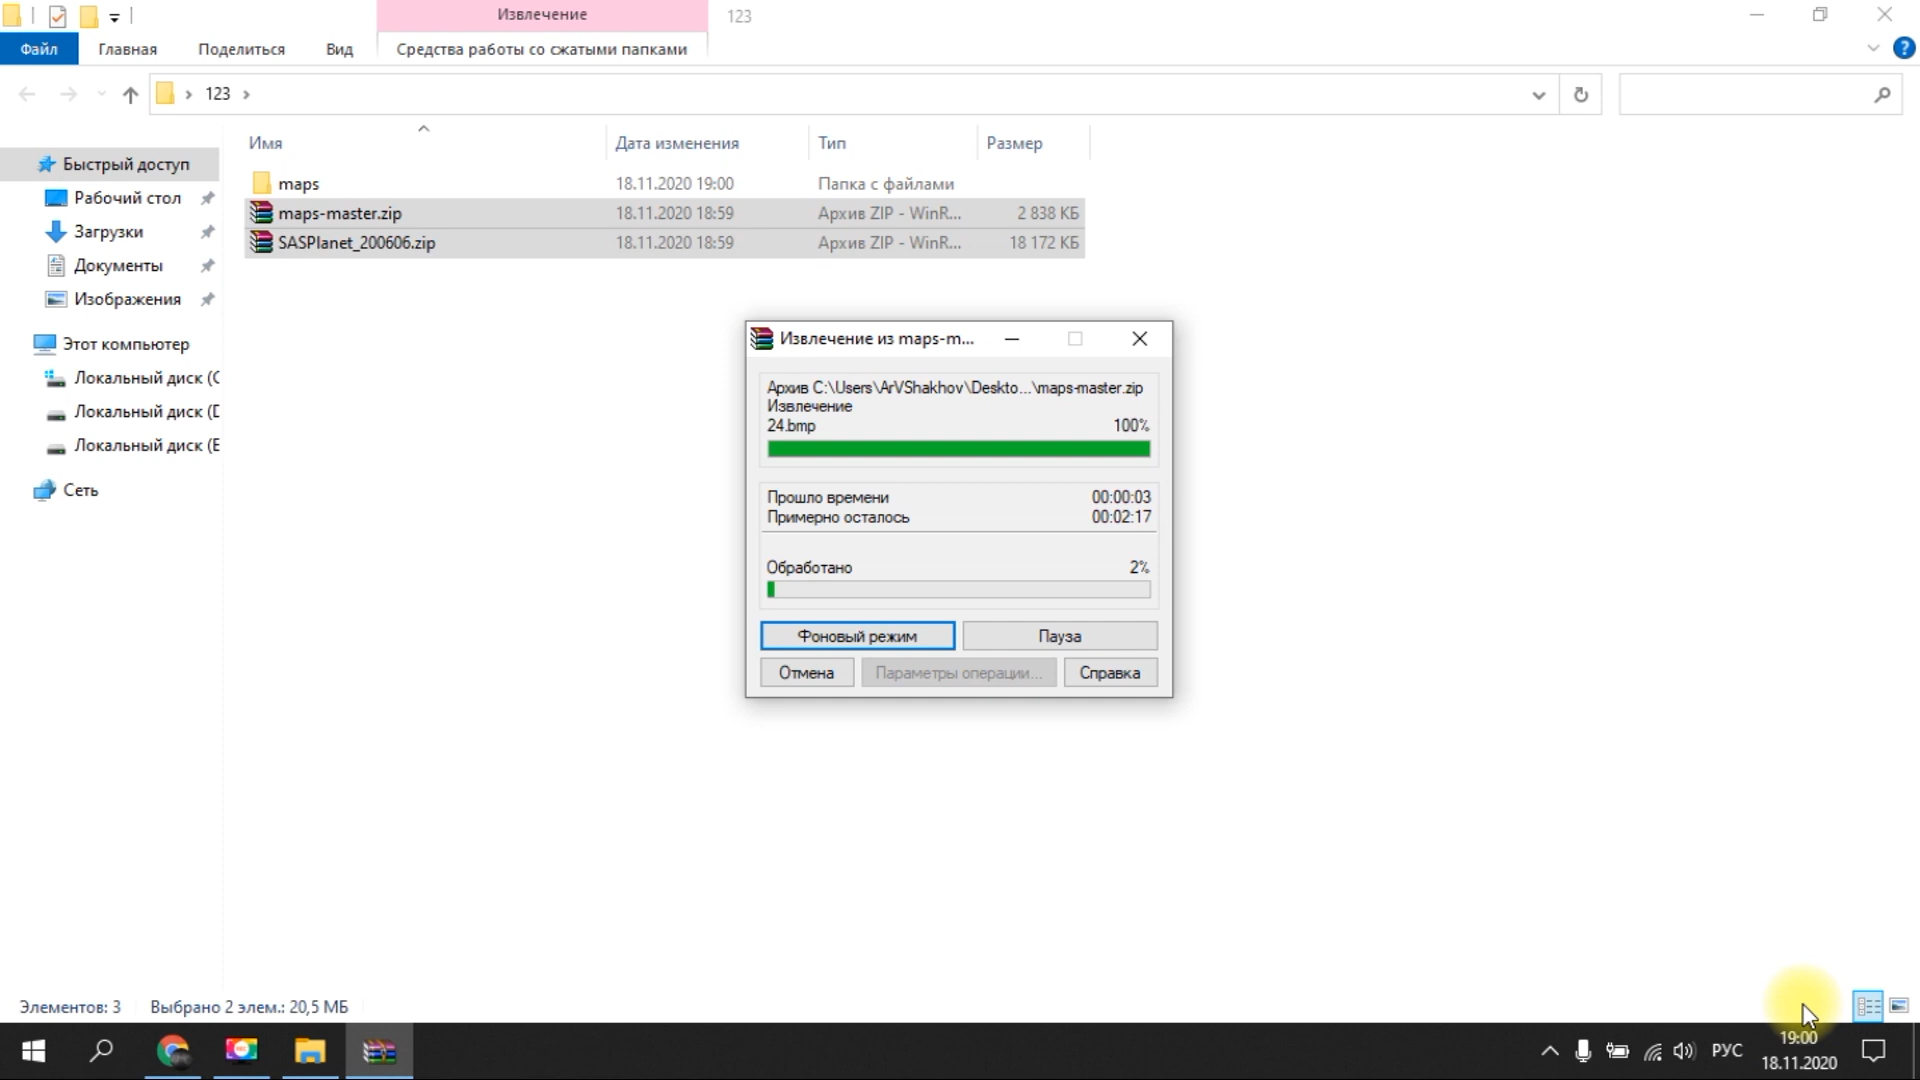 Извлечение
123
Файл
Главная
Поделиться
Вид
Средства работы со сжатыми папками
123
Имя
Дата изменения
Тип
Размер
maps
18.11.2020 19:00
Папка с файлами
maps-master.zip
18.11.2020 18:59
Архив ZIP - WinR...
2 838 КБ
SASPlanet_200606.zip
18.11.2020 18:59
Архив ZIP - WinR...
18 172 КБ
Быстрый доступ
Рабочий стол
Загрузки
Документы
Изображения
Этот компьютер
Локальный диск (C
Локальный диск (D
Локальный диск (E
Сеть
Извлечение из maps-m...
Архив C:\Users\ArVShakhov\Deskto...\maps-master.zip
Извлечение
24.bmp 100%
Прошло времени 00:00:03
Примерно осталось 00:02:17
Обработано 2%
Фоновый режим
Пауза
Отмена
Параметры операции...
Справка
Элементов: 3
Выбрано 2 элем.: 20,5 МБ
РУС
19:00
18.11.2020